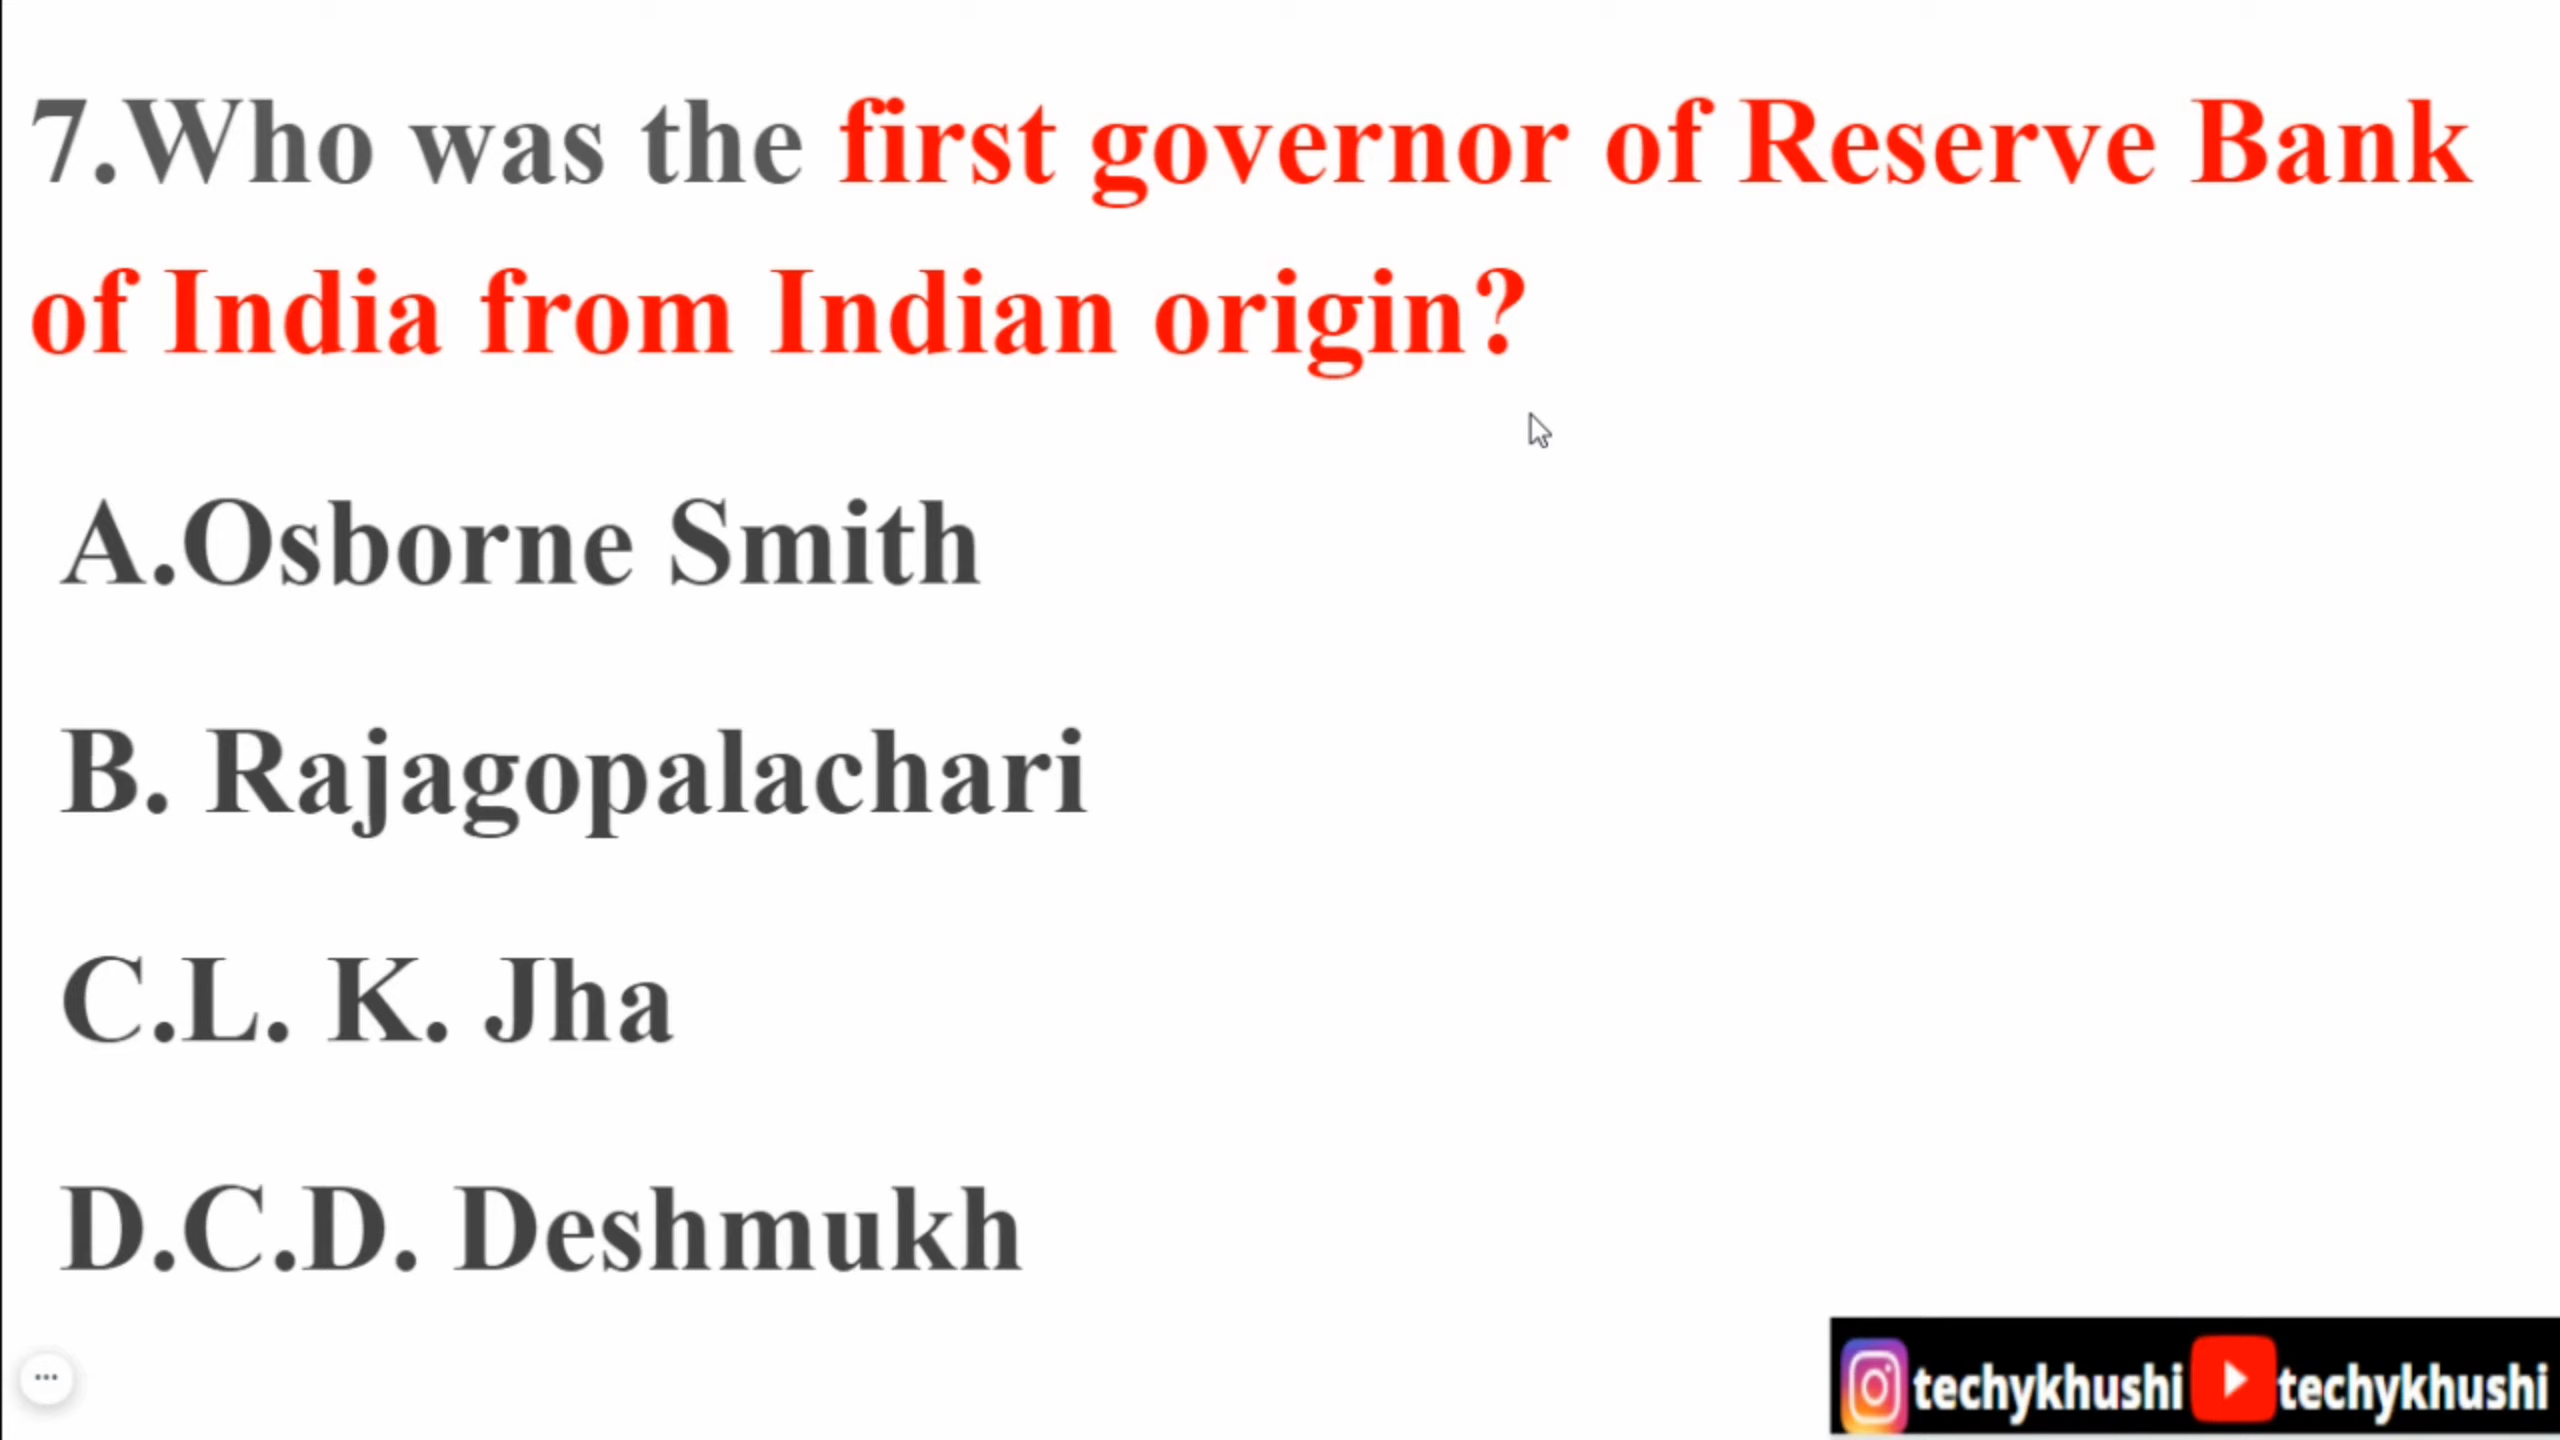 7.Who was the first governor of Reserve Bank
of India from Indian origin?
A.Osborne Smith
B. Rajagopalachari
C.L. K. Jha
D.C.D. Deshmukh
techykhushi techykhushi